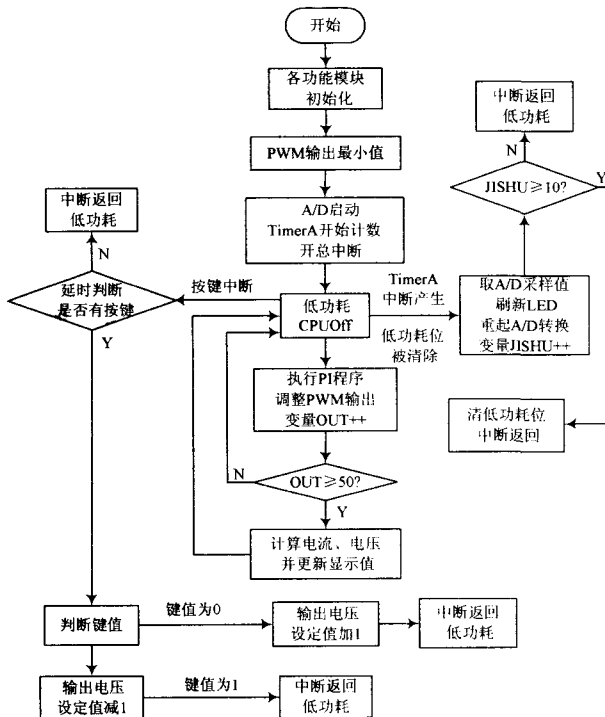 开始
各功能模块
初始化
PWM输出最小值
A/D启动
TimerA开始计数
开总中断
中断返回
低功耗
N
JISHU≥10?
Y
中断返回
低功耗
N
延时判断
是否有按键
Y
按键中断
低功耗
CPUOff
TimerA
中断产生
低功耗位
被清除
取A/D采样值
刷新LED
重起A/D转换
变量JISHU++
执行PI程序
调整PWM输出
变量OUT++
清低功耗位
中断返回
N
OUT≥50?
Y
计算电流、电压
并更新显示值
判断键值
键值为0
输出电压
设定值加1
中断返回
低功耗
输出电压
设定值减1
键值为1
中断返回
低功耗